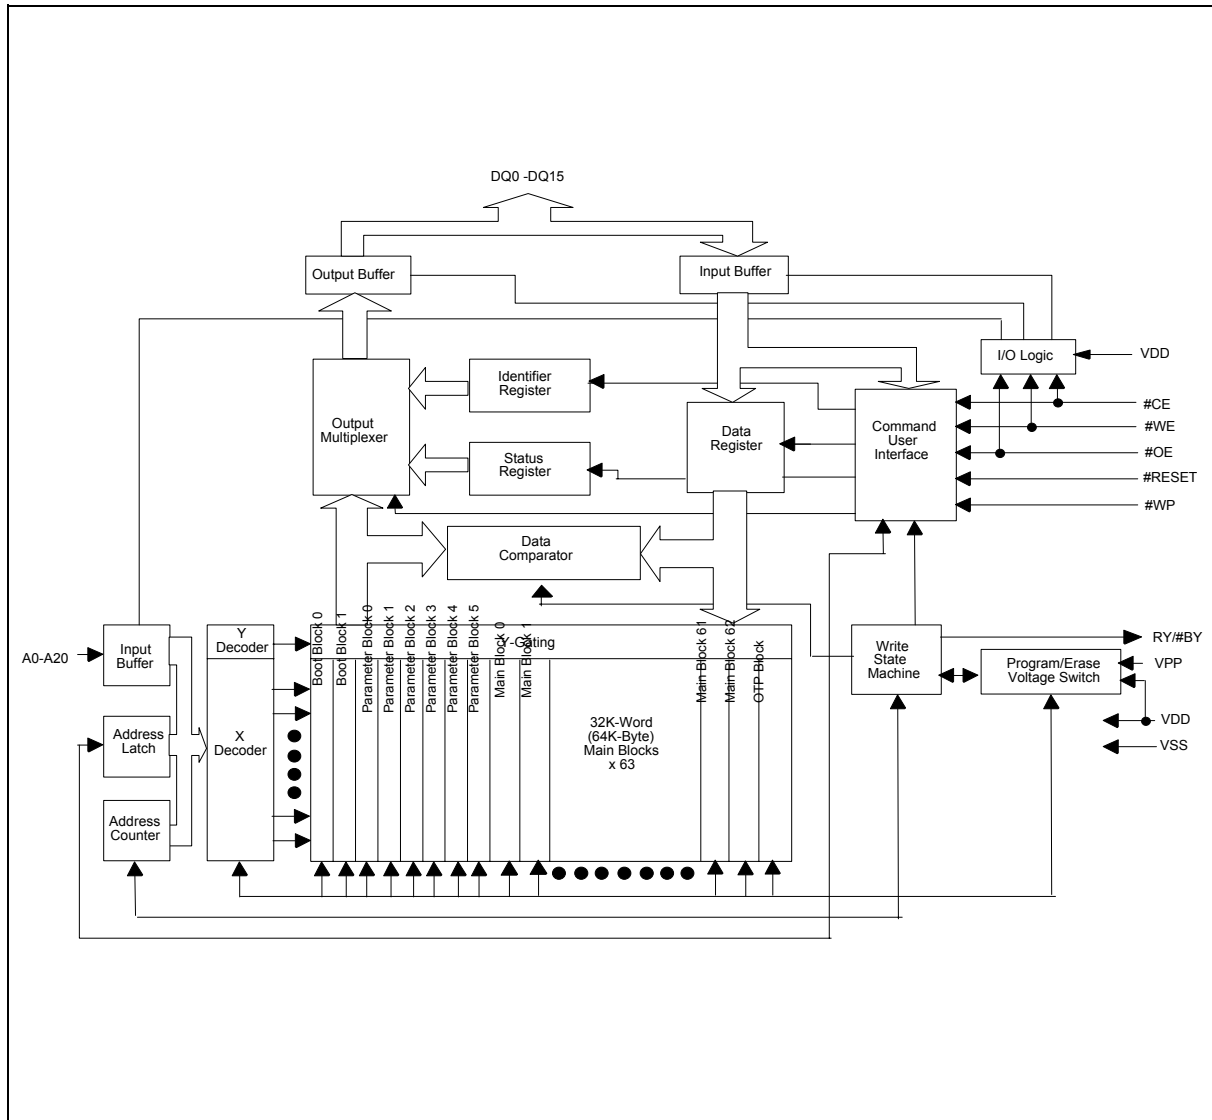 DQ0 -DQ15
Output Buffer
Input Buffer
I/O Logic
VDD
Output
Multiplexer
Identifier
Register
Status
Register
Data
Register
Command
User
Interface
#CE
#WE
#OE
#RESET
#WP
Data
Comparator
A0-A20
Input
Buffer
Address
Latch
Address
Counter
Y
Decoder
X
Decoder
Y-Gating
Boot Block 0
Boot Block 1
Parameter Block 0
Parameter Block 1
Parameter Block 2
Parameter Block 3
Parameter Block 4
Parameter Block 5
Main Block 0
Main Block 1
32K-Word
(64K-Byte)
Main Blocks
x 63
Main Block 61
Main Block 62
OTP Block
Write
State
Machine
Program/Erase
Voltage Switch
RY/#BY
VPP
VDD
VSS